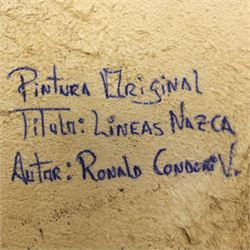 Pintura Original
Titulo: Lineas Nazca
Autor: Ronald Condori V.